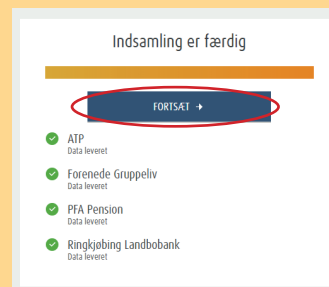 Indsamling er færdig
FORTSÆT →
ATP
Data leveret
Forenede Gruppeliv
Data leveret
PFA Pension
Data leveret
Ringkjøbing Landbobank
Data leveret